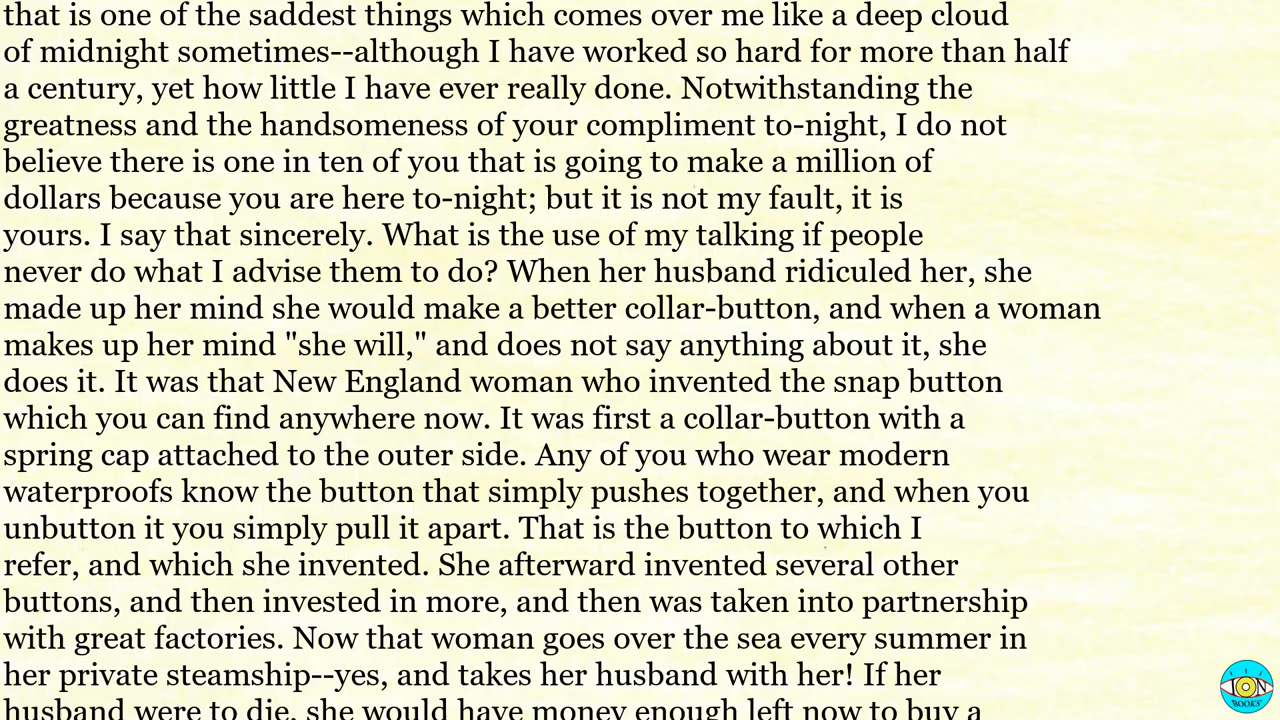 that is one of the saddest things which comes over me like a deep cloud
of midnight sometimes--although I have worked so hard for more than half
a century, yet how little I have ever really done. Notwithstanding the
greatness and the handsomeness of your compliment to-night, I do not
believe there is one in ten of you that is going to make a million of
dollars because you are here to-night; but it is not my fault, it is
yours. I say that sincerely. What is the use of my talking if people
never do what I advise them to do? When her husband ridiculed her, she
made up her mind she would make a better collar-button, and when a woman
makes up her mind "she will," and does not say anything about it, she
does it. It was that New England woman who invented the snap button
which you can find anywhere now. It was first a collar-button with a
spring cap attached to the outer side. Any of you who wear modern
waterproofs know the button that simply pushes together, and when you
unbutton it you simply pull it apart. That is the button to which I
refer, and which she invented. She afterward invented several other
buttons, and then invested in more, and then was taken into partnership
with great factories. Now that woman goes over the sea every summer in
her private steamship--yes, and takes her husband with her! If her
husband were to die, she would have money enough left now to buy a
ION
BOOKS